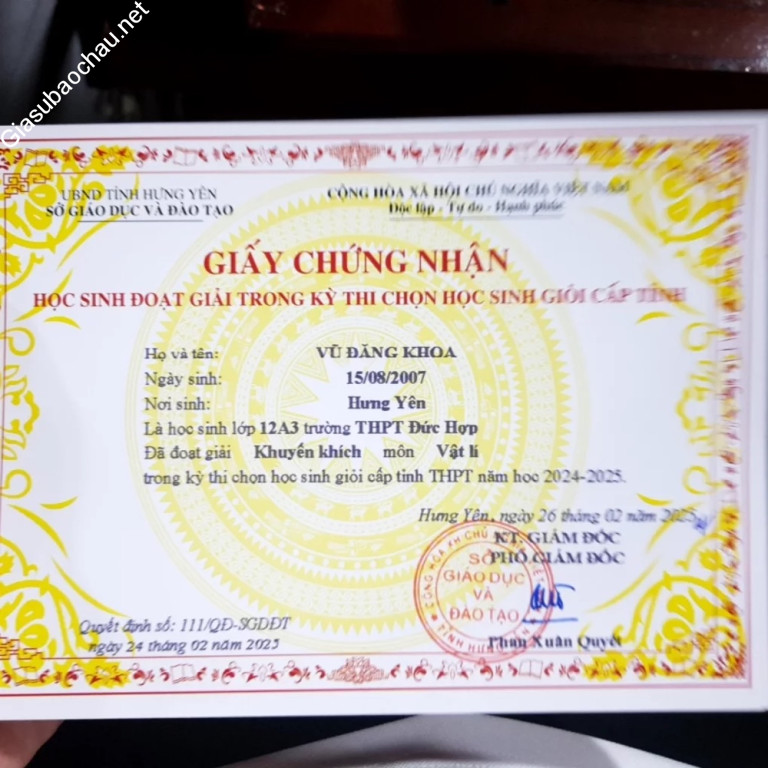 Giasubaochau.net
UBND TỈNH HƯNG YÊN
SỞ GIÁO DỤC VÀ ĐÀO TẠO
CỘNG HÒA XÃ HỘI CHỦ NGHĨA VIỆT NAM
Độc lập - Tự do - Hạnh phúc
GIẤY CHỨNG NHẬN
HỌC SINH ĐOẠT GIẢI TRONG KỲ THI CHỌN HỌC SINH GIỎI CẤP TỈNH
Họ và tên: VŨ ĐĂNG KHOA
Ngày sinh: 15/08/2007
Nơi sinh: Hưng Yên
Là học sinh lớp 12A3 trường THPT Đức Hợp
Đã đoạt giải Khuyến khích môn Vật lí
trong kỳ thi chọn học sinh giỏi cấp tỉnh THPT năm học 2024-2025.
Hưng Yên, ngày 26 tháng 02 năm 2025
KT. GIÁM ĐỐC
PHÓ GIÁM ĐỐC
SỞ
GIÁO DỤC
VÀ
ĐÀO TẠO
Phan Xuân Quyết
Quyết định số: 111/QĐ-SGDĐT
ngày 24 tháng 02 năm 2025